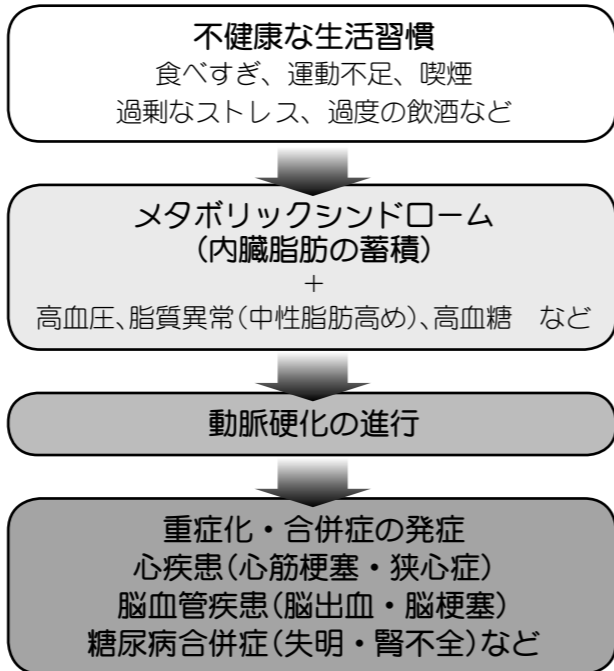 不健康な生活習慣
食べすぎ、運動不足、喫煙
過剰なストレス、過度の飲酒など
メタボリックシンドローム
(内臓脂肪の蓄積)
+
高血圧、脂質異常(中性脂肪高め)、高血糖　など
動脈硬化の進行
重症化・合併症の発症
心疾患(心筋梗塞・狭心症)
脳血管疾患(脳出血・脳梗塞)
糖尿病合併症(失明・腎不全)など